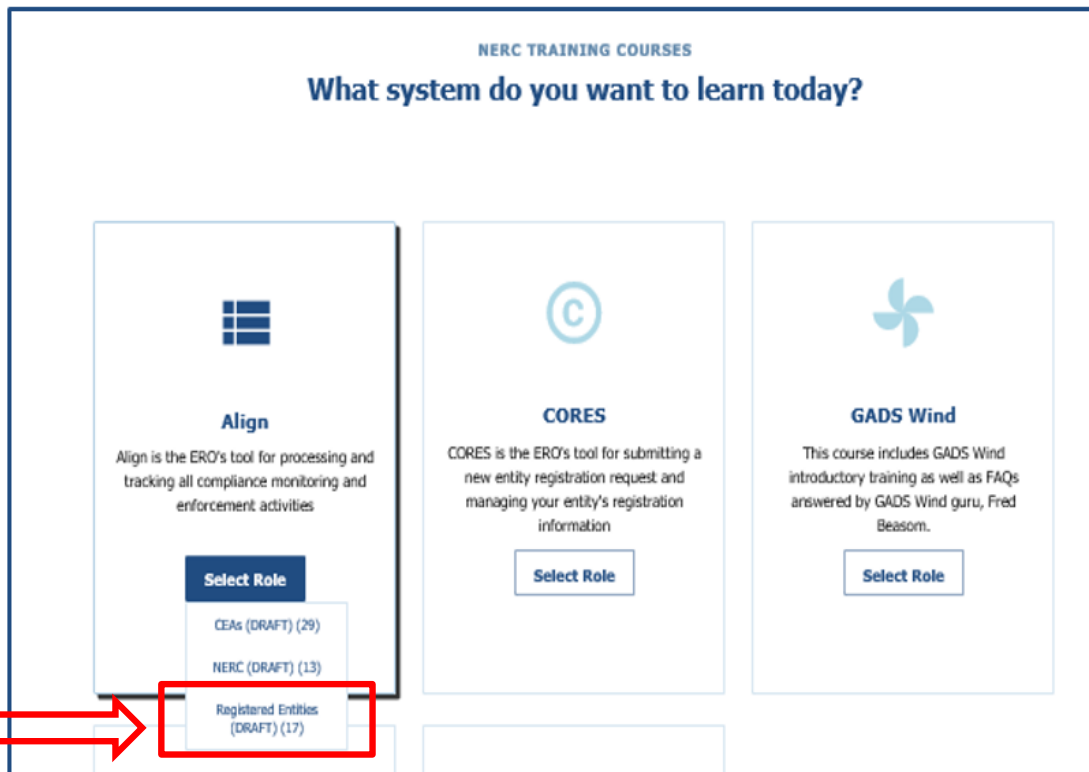 NERC TRAINING COURSES
What system do you want to learn today?
Align
Align is the ERO's tool for processing and
tracking all compliance monitoring and
enforcement activities
Select Role
CEAs (DRAFT) (29)
NERC (DRAFT) (13)
Registered Entities
(DRAFT) (17)
C
CORES
CORES is the ERO's tool for submitting a
new entity registration request and
managing your entity's registration
information
Select Role
GADS Wind
This course includes GADS Wind
introductory training as well as FAQs
answered by GADS Wind guru, Fred
Beasom.
Select Role